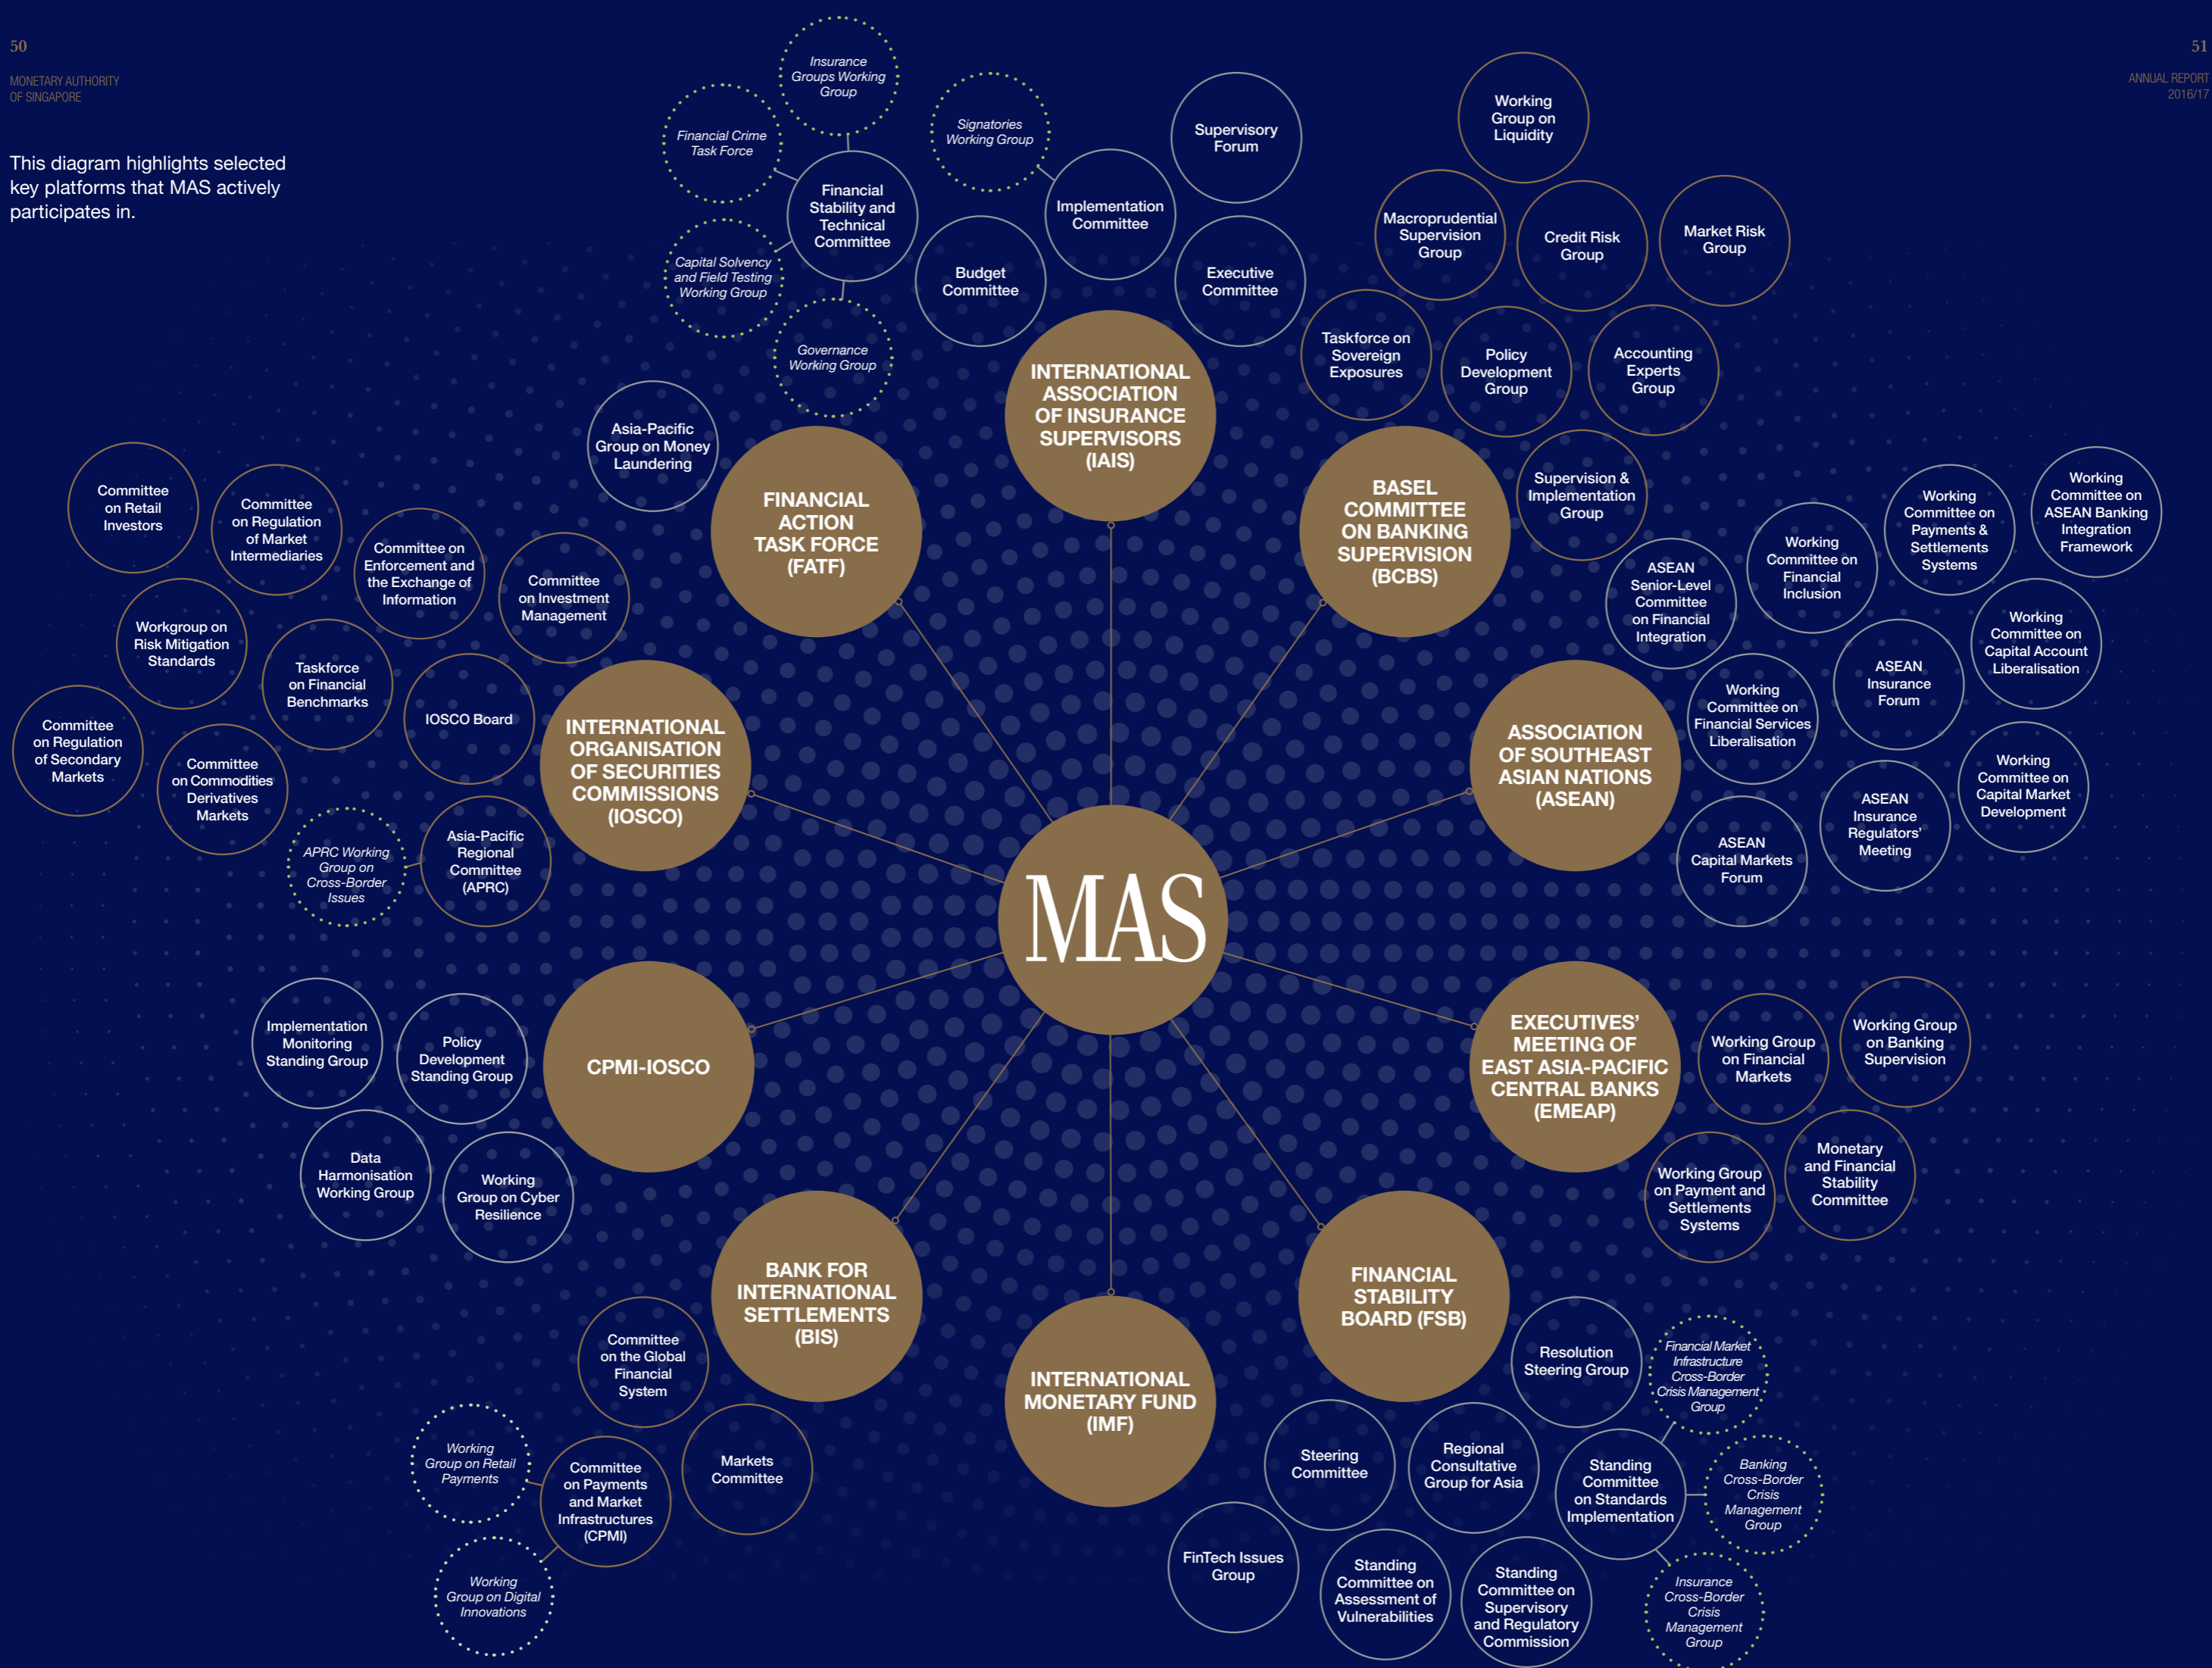 50
MONETARY AUTHORITY
OF SINGAPORE
51
ANNUAL REPORT
2016/17
This diagram highlights selected
key platforms that MAS actively
participates in.
MAS
INTERNATIONAL
ASSOCIATION
OF INSURANCE
SUPERVISORS
(IAIS)
Insurance
Groups Working
Group
Financial Crime
Task Force
Financial
Stability and
Technical
Committee
Capital Solvency
and Field Testing
Working Group
Governance
Working Group
Signatories
Working Group
Implementation
Committee
Supervisory
Forum
Budget
Committee
Executive
Committee
BASEL
COMMITTEE
ON BANKING
SUPERVISION
(BCBS)
Working
Group on
Liquidity
Macroprudential
Supervision
Group
Credit Risk
Group
Market Risk
Group
Taskforce on
Sovereign
Exposures
Policy
Development
Group
Accounting
Experts
Group
Supervision &
Implementation
Group
ASSOCIATION
OF SOUTHEAST
ASIAN NATIONS
(ASEAN)
ASEAN
Senior-Level
Committee
on Financial
Integration
Working
Committee on
Financial
Inclusion
Working
Committee on
Payments &
Settlements
Systems
Working
Committee on
ASEAN Banking
Integration
Framework
Working
Committee on
Financial Services
Liberalisation
ASEAN
Insurance
Forum
Working
Committee on
Capital Account
Liberalisation
ASEAN
Capital Markets
Forum
ASEAN
Insurance
Regulators’
Meeting
Working
Committee on
Capital Market
Development
EXECUTIVES’
MEETING OF
EAST ASIA-PACIFIC
CENTRAL BANKS
(EMEAP)
Working Group
on Financial
Markets
Working Group
on Banking
Supervision
Working Group
on Payment and
Settlements
Systems
Monetary
and Financial
Stability
Committee
FINANCIAL
STABILITY
BOARD (FSB)
Resolution
Steering Group
Financial Market
Infrastructure
Cross-Border
Crisis Management
Group
Steering
Committee
Regional
Consultative
Group for Asia
Standing
Committee
on Standards
Implementation
Banking
Cross-Border
Crisis
Management
Group
FinTech Issues
Group
Standing
Committee on
Assessment of
Vulnerabilities
Standing
Committee on
Supervisory
and Regulatory
Commission
Insurance
Cross-Border
Crisis
Management
Group
INTERNATIONAL
MONETARY FUND
(IMF)
BANK FOR
INTERNATIONAL
SETTLEMENTS
(BIS)
Committee
on the Global
Financial
System
Markets
Committee
Committee
on Payments
and Market
Infrastructures
(CPMI)
Working
Group on Retail
Payments
Working
Group on Digital
Innovations
CPMI-IOSCO
Implementation
Monitoring
Standing Group
Policy
Development
Standing Group
Data
Harmonisation
Working Group
Working
Group on Cyber
Resilience
INTERNATIONAL
ORGANISATION
OF SECURITIES
COMMISSIONS
(IOSCO)
Committee
on Retail
Investors
Committee
on Regulation
of Market
Intermediaries
Committee on
Enforcement and
the Exchange of
Information
Committee
on Investment
Management
Workgroup on
Risk Mitigation
Standards
Taskforce
on Financial
Benchmarks
IOSCO Board
Committee
on Regulation
of Secondary
Markets
Committee
on Commodities
Derivatives
Markets
APRC Working
Group on
Cross-Border
Issues
Asia-Pacific
Regional
Committee
(APRC)
FINANCIAL
ACTION
TASK FORCE
(FATF)
Asia-Pacific
Group on Money
Laundering